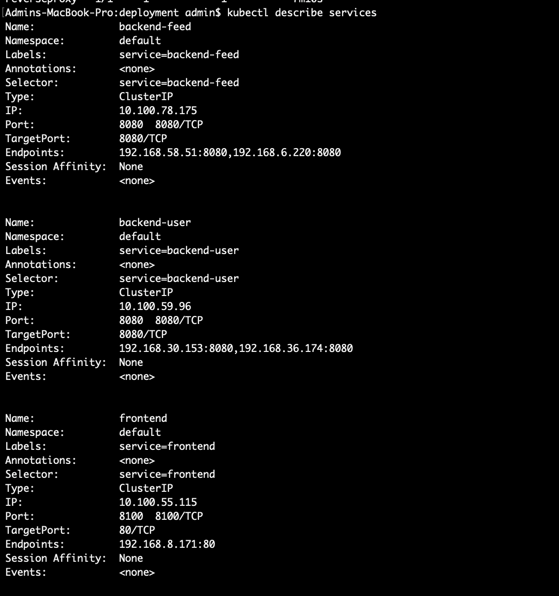 reverseproxy 1/1 1 1 7m10s
[Admins-MacBook-Pro:deployment admin$ kubectl describe services
Name: backend-feed
Namespace: default
Labels: service=backend-feed
Annotations: <none>
Selector: service=backend-feed
Type: ClusterIP
IP: 10.100.78.175
Port: 8080 8080/TCP
TargetPort: 8080/TCP
Endpoints: 192.168.58.51:8080,192.168.6.220:8080
Session Affinity: None
Events: <none>
Name: backend-user
Namespace: default
Labels: service=backend-user
Annotations: <none>
Selector: service=backend-user
Type: ClusterIP
IP: 10.100.59.96
Port: 8080 8080/TCP
TargetPort: 8080/TCP
Endpoints: 192.168.30.153:8080,192.168.36.174:8080
Session Affinity: None
Events: <none>
Name: frontend
Namespace: default
Labels: service=frontend
Annotations: <none>
Selector: service=frontend
Type: ClusterIP
IP: 10.100.55.115
Port: 8100 8100/TCP
TargetPort: 80/TCP
Endpoints: 192.168.8.171:80
Session Affinity: None
Events: <none>